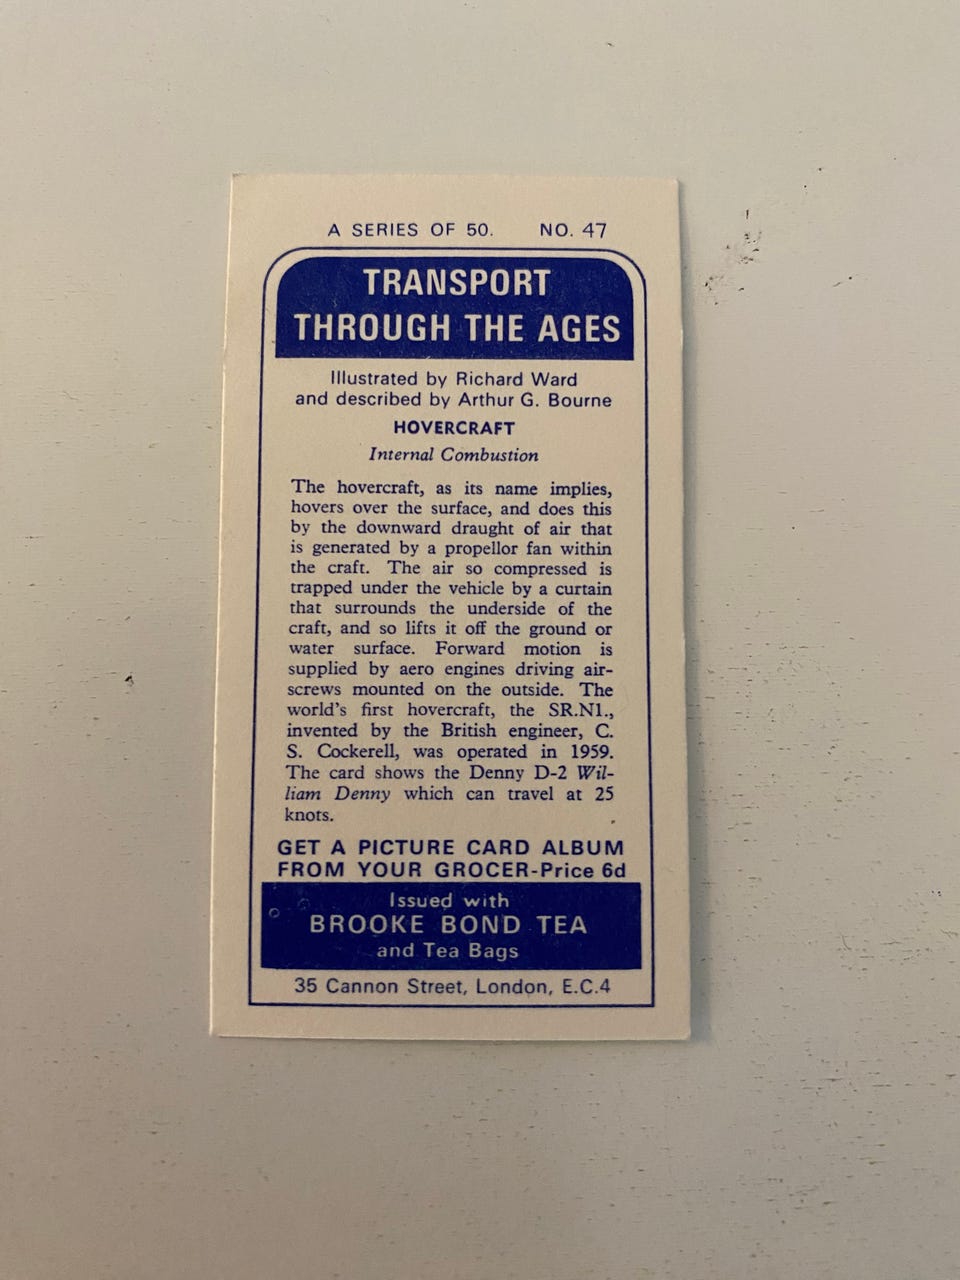 A SERIES OF 50. NO. 47
TRANSPORT
THROUGH THE AGES
Illustrated by Richard Ward
and described by Arthur G. Bourne
HOVERCRAFT
Internal Combustion
The hovercraft, as its name implies,
hovers over the surface, and does this
by the downward draught of air that
is generated by a propellor fan within
the craft. The air so compressed is
trapped under the vehicle by a curtain
that surrounds the underside of the
craft, and so lifts it off the ground or
water surface. Forward motion is
supplied by aero engines driving air-
screws mounted on the outside. The
world's first hovercraft, the SR.N1.,
invented by the British engineer, C.
S. Cockerell, was operated in 1959.
The card shows the Denny D-2 Wil-
liam Denny which can travel at 25
knots.
GET A PICTURE CARD ALBUM
FROM YOUR GROCER-Price 6d
Issued with
BROOKE BOND TEA
and Tea Bags
35 Cannon Street, London, E.C.4